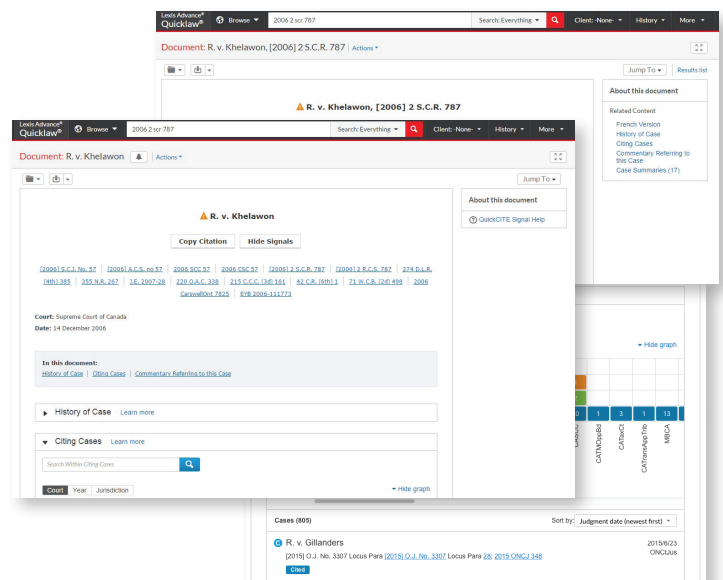 Lexis Advance®
Quicklaw® Browse 2006 2 scr 787 Search: Everything Client: -None- History More
Document: R. v. Khelawon, [2006] 2 S.C.R. 787 Actions
Jump To Results list
R. v. Khelawon, [2006] 2 S.C.R. 787
About this document
Related Content
French Version
History of Case
Citing Cases
Commentary Referring to this Case
Case Summaries (17)
Lexis Advance®
Quicklaw® Browse 2006 2 scr 787 Search: Everything Client: -None- History More
Document: R. v. Khelawon Actions
Jump To
R. v. Khelawon
Copy Citation Hide Signals
[2006] S.C.J. No. 57 | [2006] A.C.S. no 57 | 2006 SCC 57 | 2006 CSC 57 | [2006] 2 S.C.R. 787 | [2006] 2 R.C.S. 787 | 274 D.L.R.
(4th) 385 | 355 N.R. 267 | J.E. 2007-28 | 220 O.A.C. 338 | 215 C.C.C. (3d) 161 | 42 C.R. (6th) 1 | 71 W.C.B. (2d) 498 | 2006
CarswellOnt 7825 | EYB 2006-111773
Court: Supreme Court of Canada
Date: 14 December 2006
In this document:
History of Case | Citing Cases | Commentary Referring to this Case
History of Case Learn more
Citing Cases Learn more
Search Within Citing Cases
Court Year Jurisdiction
Hide graph
About this document
QuickCITE Signal Help
Hide graph
1 3 1 13
CATMOppBd
CATaxCt
CATransAppTrib
MBCA
Cases (805) Sort by: Judgment date (newest first)
R. v. Gillanders 2015/6/23
[2015] O.J. No. 3307 Locus Para [2015] O.J. No. 3307 Locus Para 28; 2015 ONCJ 348 ONCtJus
Cited